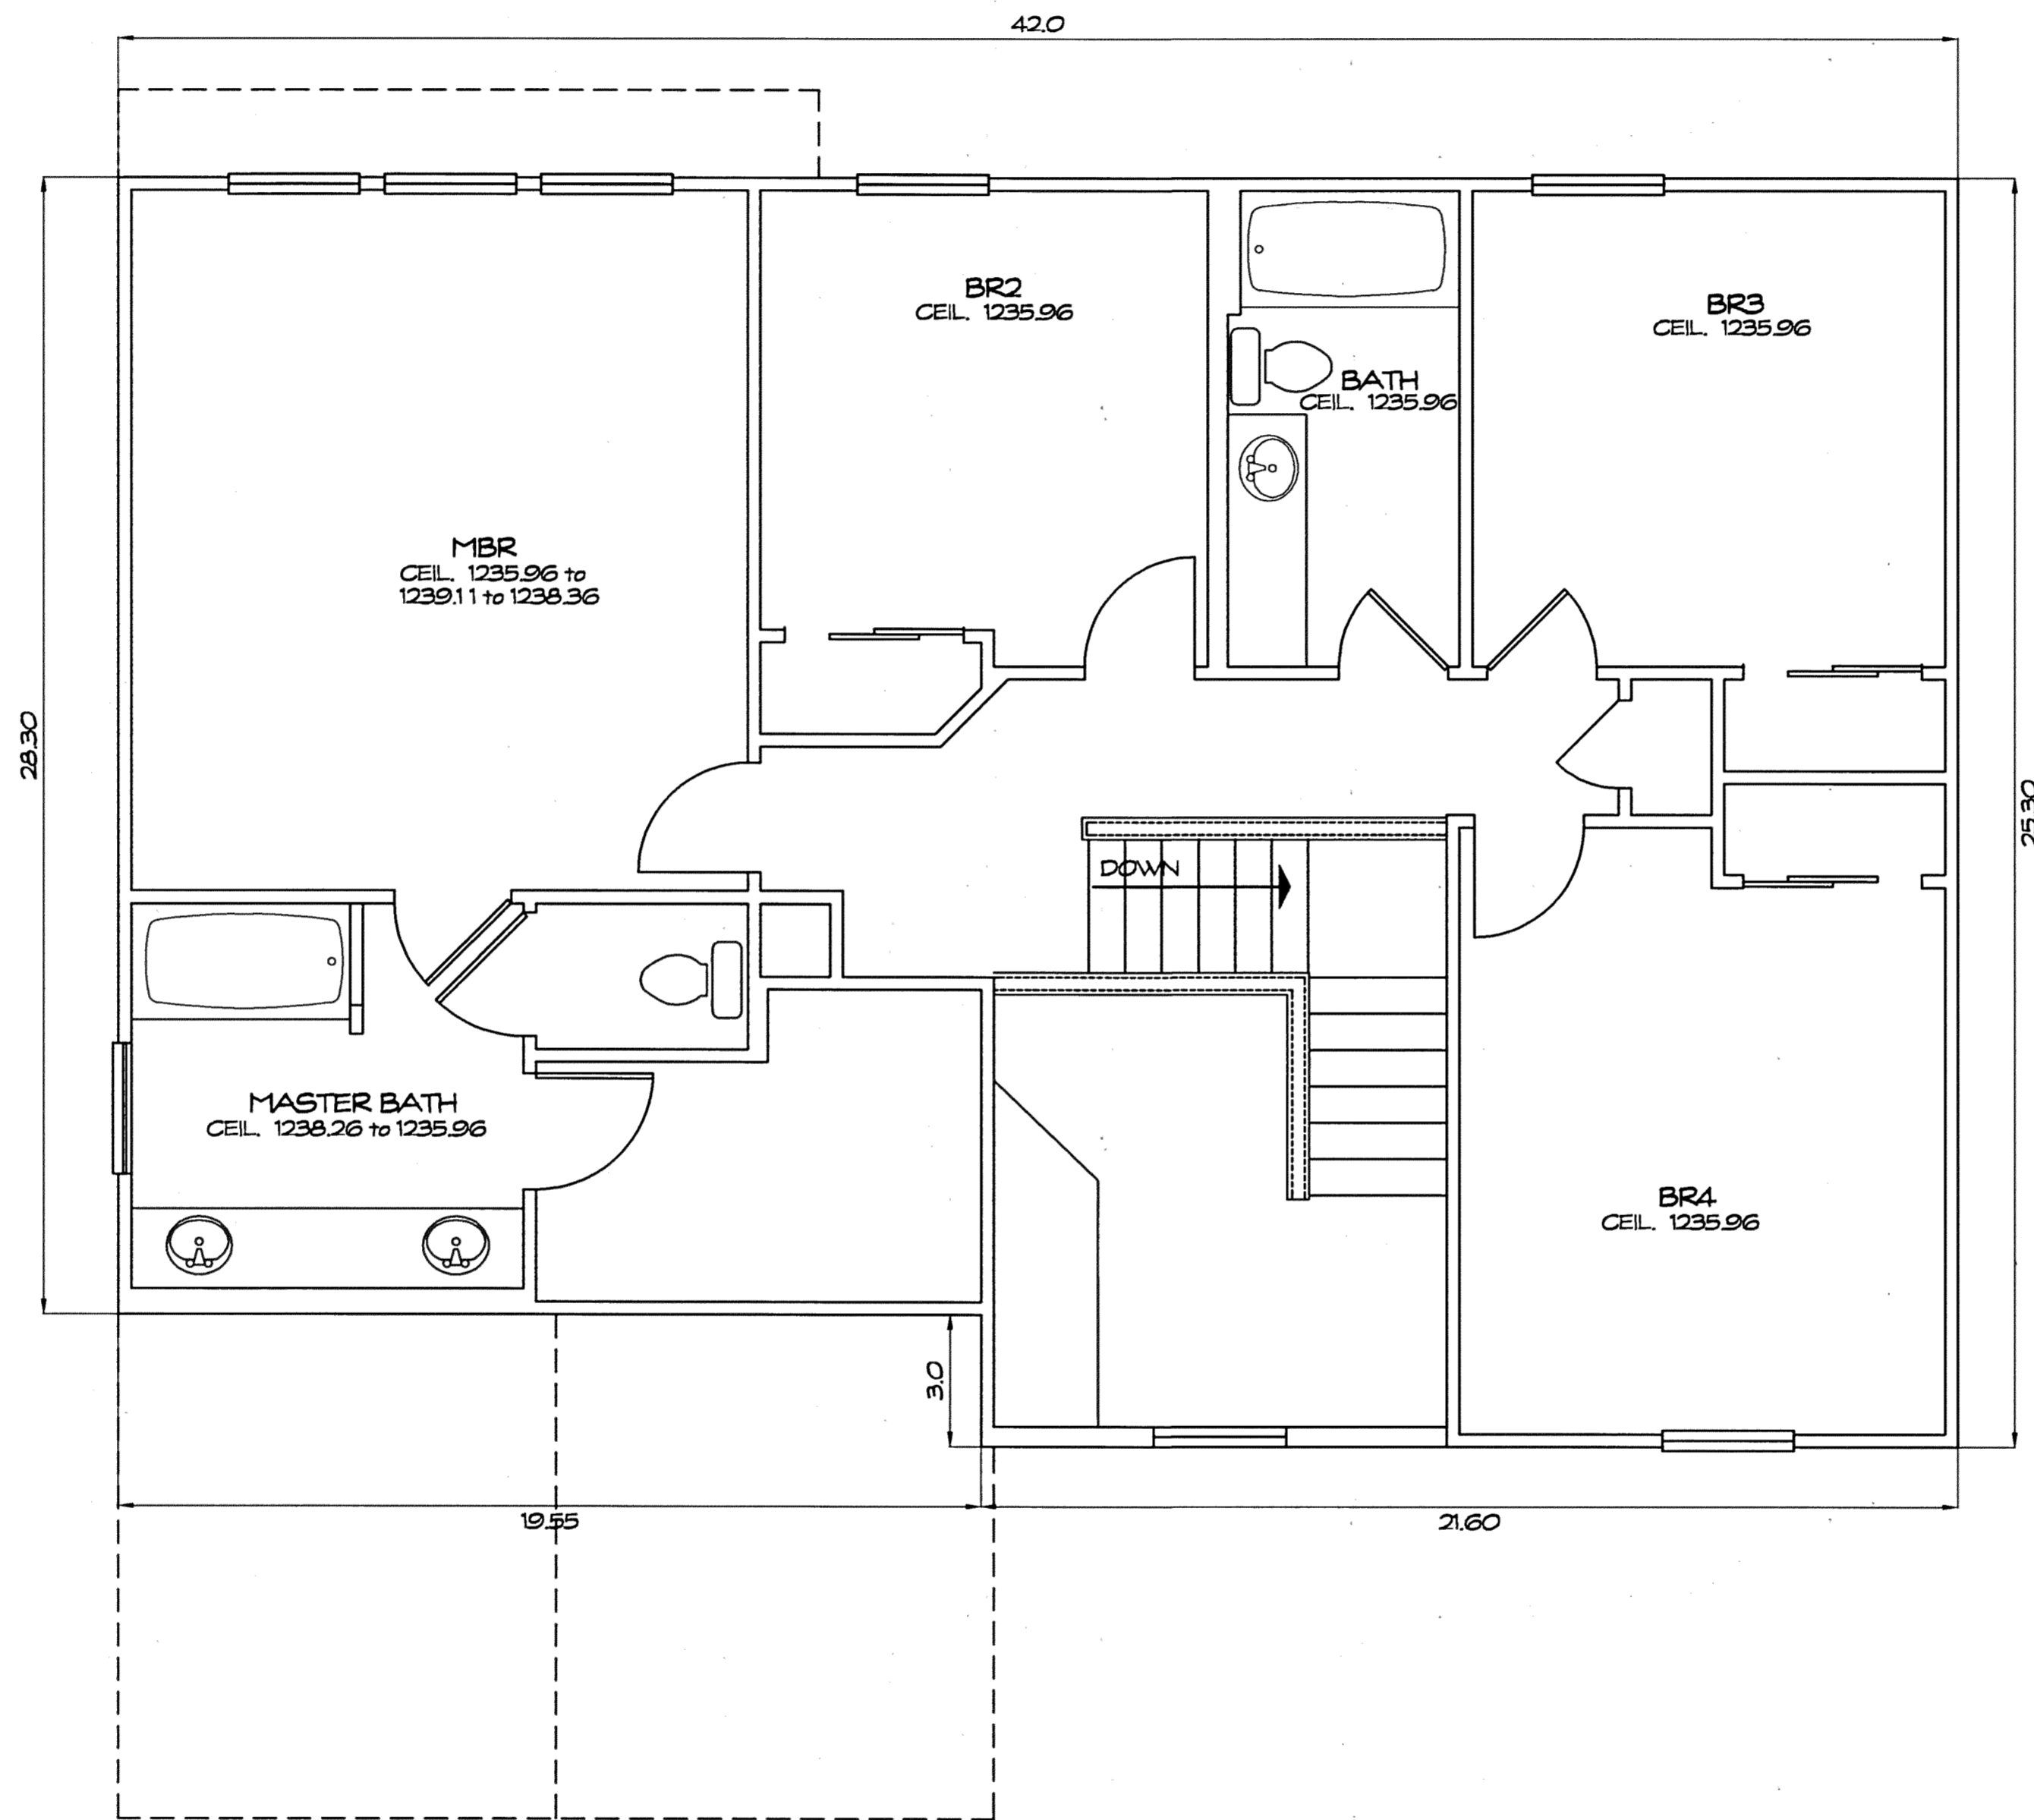 42.0
BR2
CEIL. 1235.96
BR3
CEIL. 1235.96
BATH
CEIL. 1235.96
MBR
CEIL. 1235.96 to
1239.11 to 1238.36
28.30
25.30
DOWN
MASTER BATH
CEIL. 1238.26 to 1235.96
BR4
CEIL. 1235.96
3.0
19.55
21.60